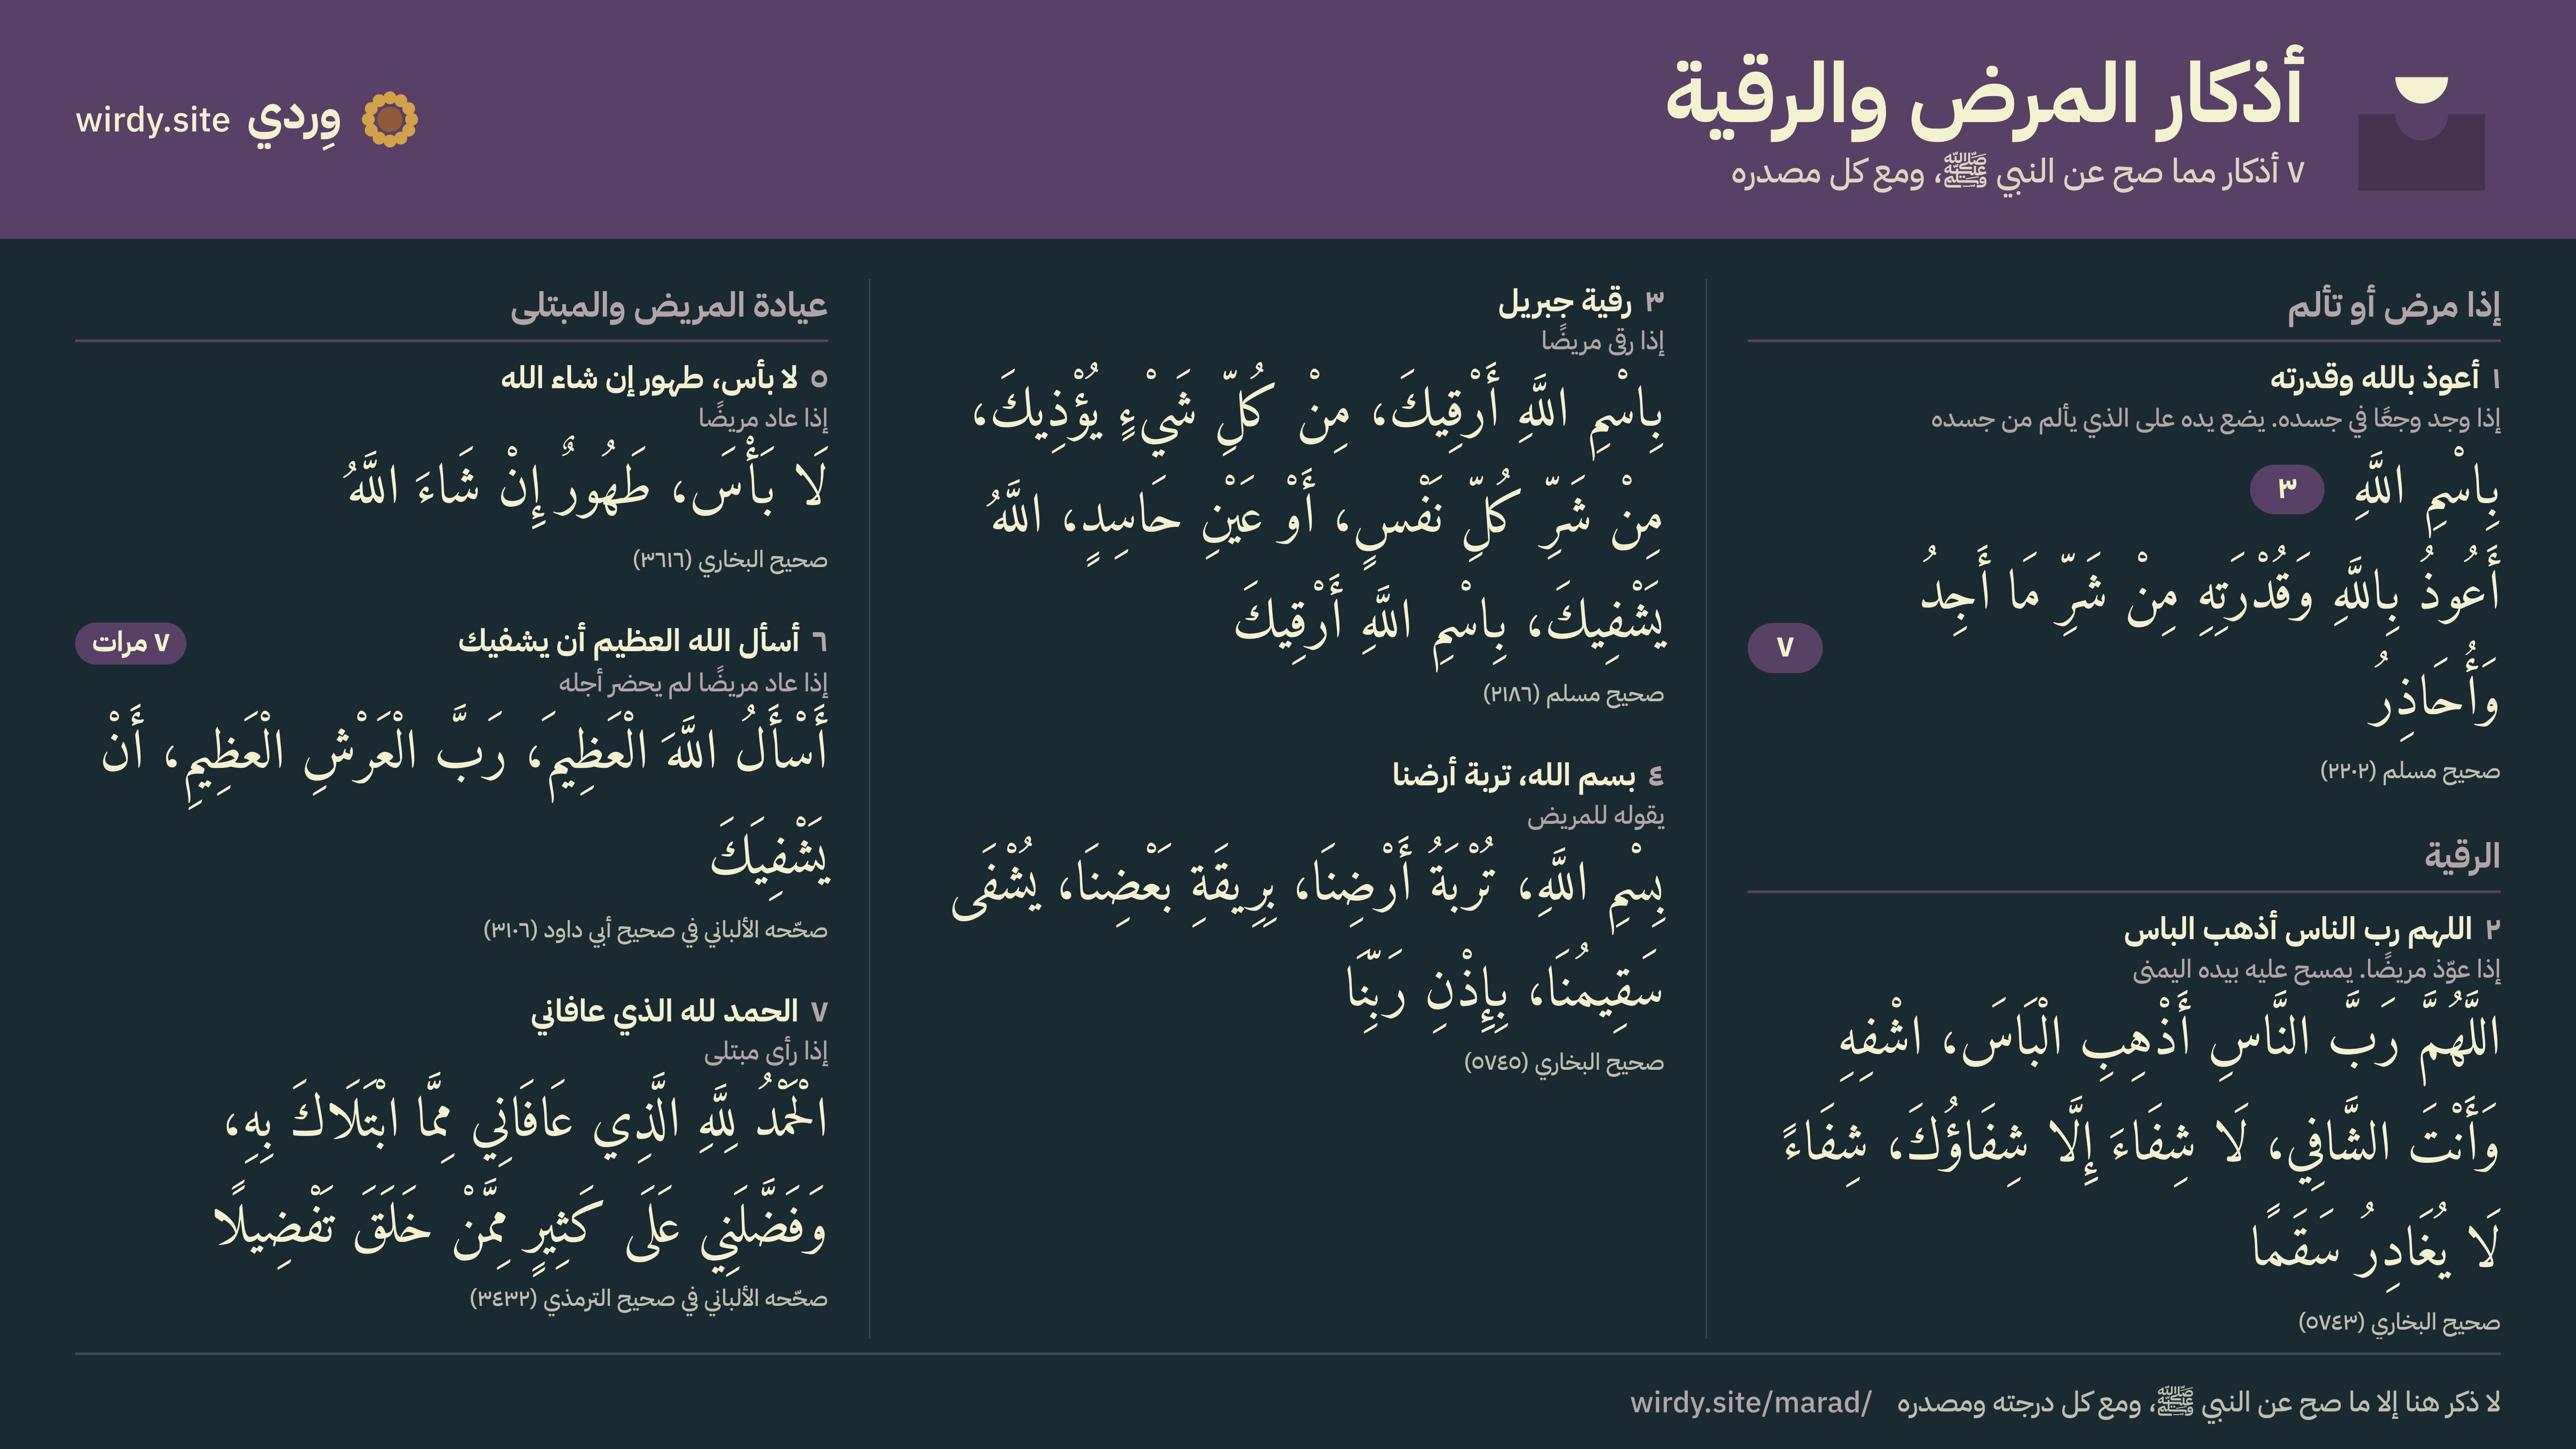 أذكار المرض والرقية
٧ أذكار مما صح عن النبي ﷺ، ومع كل مصدره
وِردي wirdy.site
إذا مرض أو تألم
١ أعوذ بالله وقدرته
إذا وجد وجعًا في جسده. يضع يده على الذي يألم من جسده
بِاسْمِ اللَّهِ ٣
أَعُوذُ بِاللَّهِ وَقُدْرَتِهِ مِنْ شَرِّ مَا أَجِدُ
وَأُحَاذِرُ ٧
صحيح مسلم (٢٢٠٢)
الرقية
٢ اللهم رب الناس أذهب الباس
إذا عوّذ مريضًا. يمسح عليه بيده اليمنى
اللَّهُمَّ رَبَّ النَّاسِ أَذْهِبِ الْبَاسَ، اشْفِهِ
وَأَنْتَ الشَّافِي، لَا شِفَاءَ إِلَّا شِفَاؤُكَ، شِفَاءً
لَا يُغَادِرُ سَقَمًا
صحيح البخاري (٥٧٤٣)
٣ رقية جبريل
إذا رقى مريضًا
بِاسْمِ اللَّهِ أَرْقِيكَ، مِنْ كُلِّ شَيْءٍ يُؤْذِيكَ،
مِنْ شَرِّ كُلِّ نَفْسٍ، أَوْ عَيْنِ حَاسِدٍ، اللَّهُ
يَشْفِيكَ، بِاسْمِ اللَّهِ أَرْقِيكَ
صحيح مسلم (٢١٨٦)
٤ بسم الله، تربة أرضنا
يقوله للمريض
بِسْمِ اللَّهِ، تُرْبَةُ أَرْضِنَا، بِرِيقَةِ بَعْضِنَا، يُشْفَى
سَقِيمُنَا، بِإِذْنِ رَبِّنَا
صحيح البخاري (٥٧٤٥)
عيادة المريض والمبتلى
٥ لا بأس، طهور إن شاء الله
إذا عاد مريضًا
لَا بَأْسَ، طَهُورٌ إِنْ شَاءَ اللَّهُ
صحيح البخاري (٣٦١٦)
٦ أسأل الله العظيم أن يشفيك ٧ مرات
إذا عاد مريضًا لم يحضر أجله
أَسْأَلُ اللَّهَ الْعَظِيمَ، رَبَّ الْعَرْشِ الْعَظِيمِ، أَنْ
يَشْفِيَكَ
صحّحه الألباني في صحيح أبي داود (٣١٠٦)
٧ الحمد لله الذي عافاني
إذا رأى مبتلى
الْحَمْدُ لِلَّهِ الَّذِي عَافَانِي مِمَّا ابْتَلَاكَ بِهِ،
وَفَضَّلَنِي عَلَى كَثِيرٍ مِمَّنْ خَلَقَ تَفْضِيلًا
صحّحه الألباني في صحيح الترمذي (٣٤٣٢)
لا ذكر هنا إلا ما صح عن النبي ﷺ، ومع كل درجته ومصدره wirdy.site/marad/